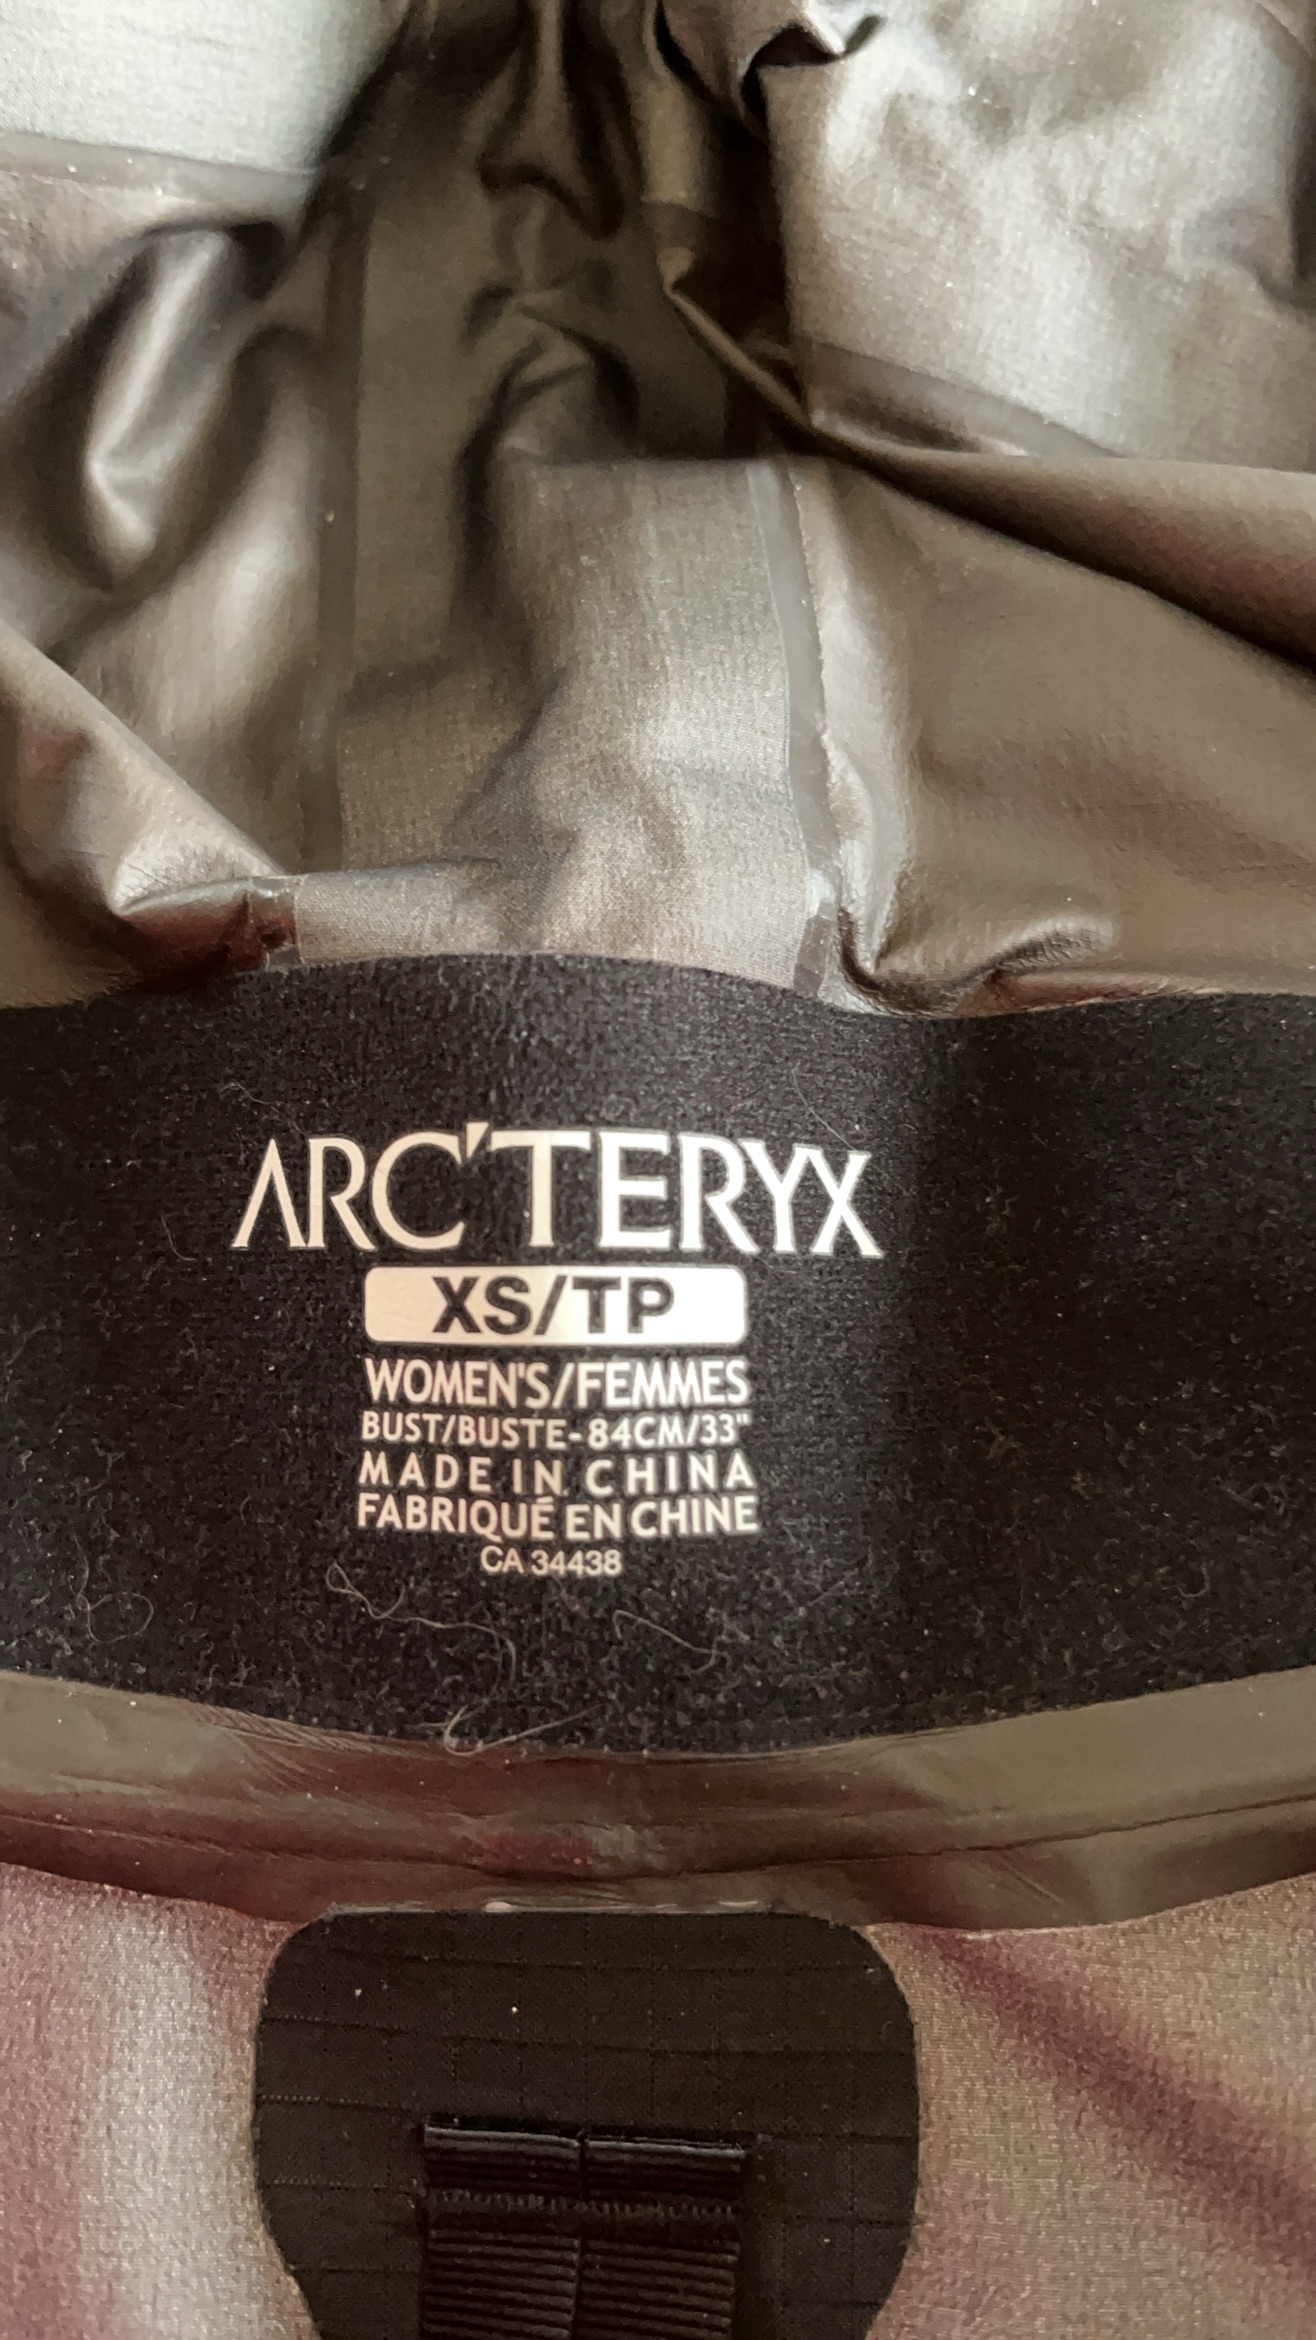 ARC'TERYX
XS/TP
WOMEN'S/FEMMES
BUST/BUSTE-84CM/33"
MADE IN CHINA
FABRIQUÉ EN CHINE
CA 34438